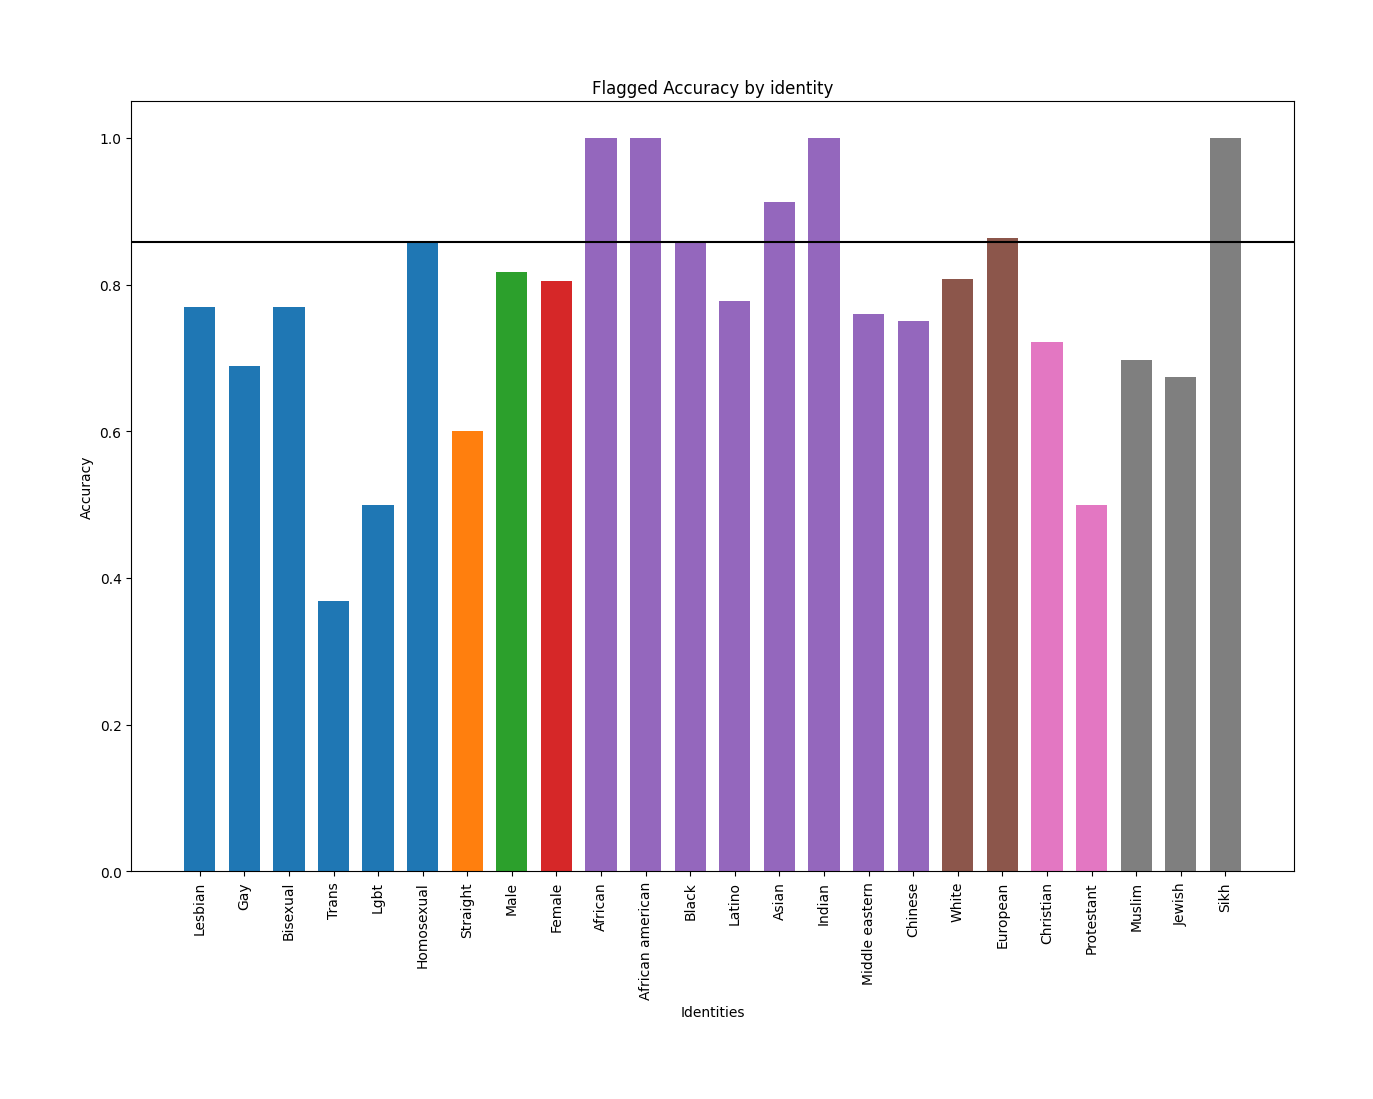 Flagged Accuracy by identity
1.0
0.8
0.6
0.4
0.2
0.0
Accuracy
Lesbian
Gay
Bisexual
Trans
Lgbt
Homosexual
Straight
Male
Female
African
African american
Black
Latino
Asian
Indian
Middle eastern
Chinese
White
European
Christian
Protestant
Muslim
Jewish
Sikh
Identities